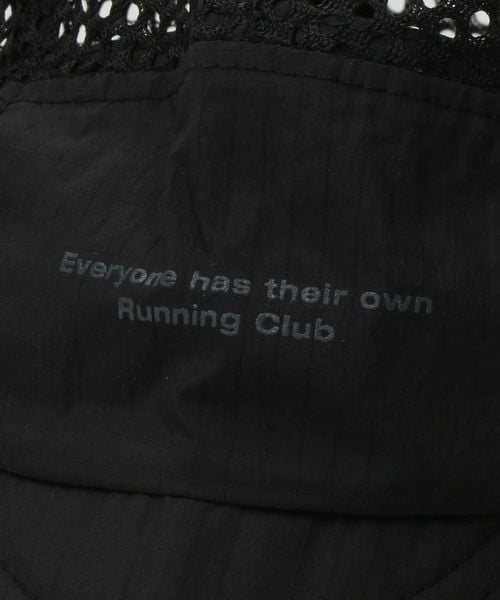 Everyone has their own
Running Club